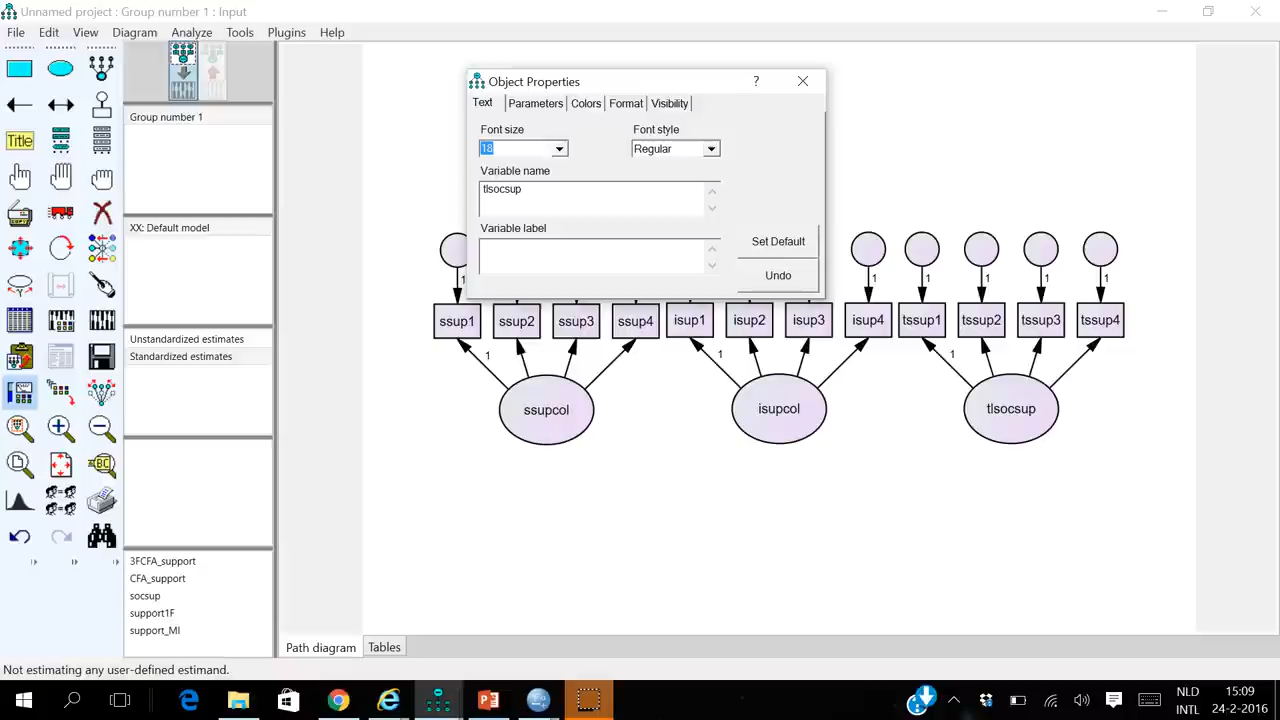 Unnamed project : Group number 1 : Input
File Edit View Diagram Analyze Tools Plugins Help
Title
Group number 1
XX: Default model
Unstandardized estimates
Standardized estimates
3FCFA_support
CFA_support
socsup
support1F
support_MI
Object Properties ?
Text Parameters Colors Format Visibility
Font size Font style
18 Regular
Variable name
tlsocsup
Variable label
Set Default
Undo
1 1 1 1 1 1
ssup1 ssup2 ssup3 ssup4 isup1 isup2 isup3 isup4 tssup1 tssup2 tssup3 tssup4
1 1 1
ssupcol isupcol tlsocsup
Path diagram Tables
Not estimating any user-defined estimand.
NLD 15:09
INTL 24-2-2016